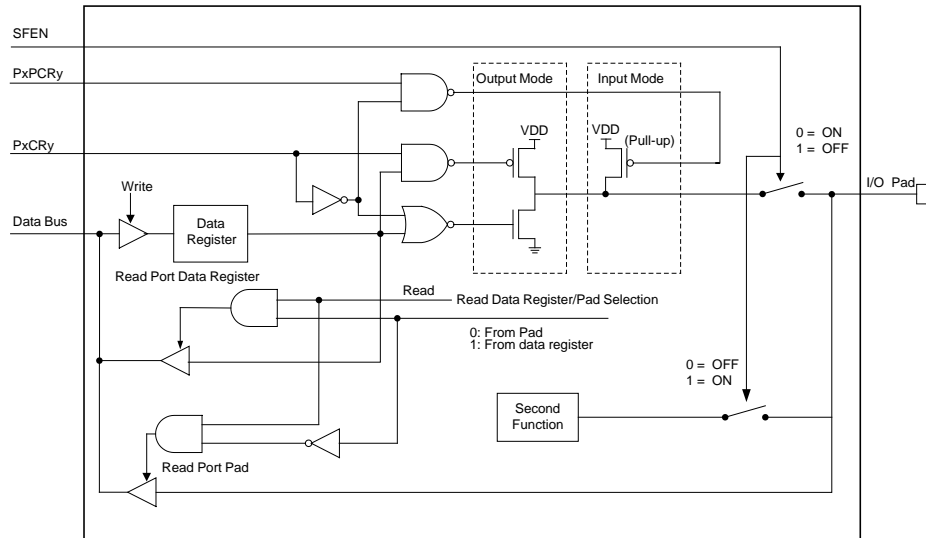 SFEN
PxPCRy
Output Mode
Input Mode
VDD
VDD
(Pull-up)
0 = ON
1 = OFF
PxCRy
I/O Pad
Write
Data Bus
Data
Register
Read Port Data Register
Read
Read Data Register/Pad Selection
0: From Pad
1: From data register
0 = OFF
1 = ON
Second
Function
Read Port Pad